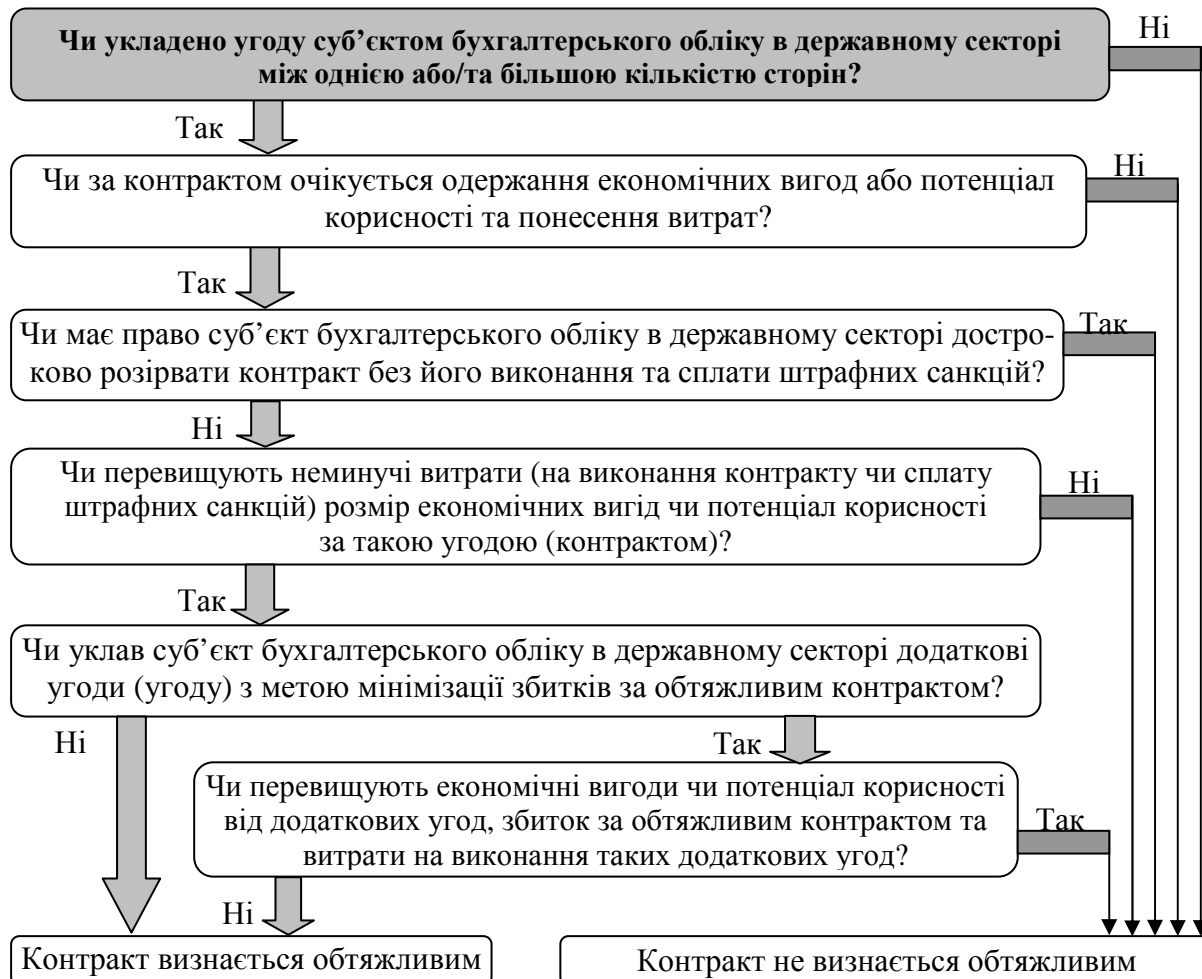 Чи укладено угоду суб’єктом бухгалтерського обліку в державному секторі
між однією або/та більшою кількістю сторін?
Ні
Так
Чи за контрактом очікується одержання економічних вигод або потенціал
корисності та понесення витрат?
Ні
Так
Чи має право суб’єкт бухгалтерського обліку в державному секторі достро-
ково розірвати контракт без його виконання та сплати штрафних санкцій?
Так
Ні
Чи перевищують неминучі витрати (на виконання контракту чи сплату
штрафних санкцій) розмір економічних вигід чи потенціал корисності
за такою угодою (контрактом)?
Ні
Так
Чи уклав суб’єкт бухгалтерського обліку в державному секторі додаткові
угоди (угоду) з метою мінімізації збитків за обтяжливим контрактом?
Ні
Так
Чи перевищують економічні вигоди чи потенціал корисності
від додаткових угод, збиток за обтяжливим контрактом та
витрати на виконання таких додаткових угод?
Так
Ні
Контракт визнається обтяжливим
Контракт не визнається обтяжливим